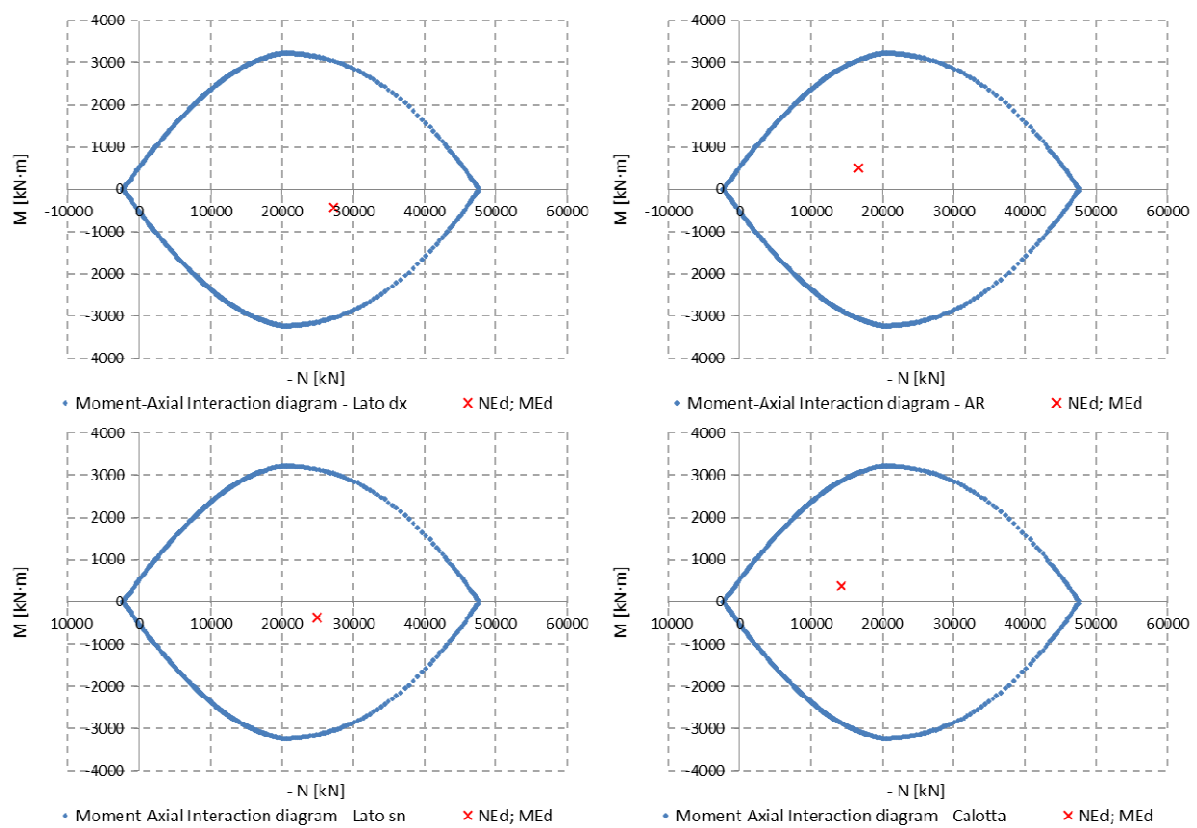 4000
3000
2000
1000
0
-1000
-2000
-3000
4000
M [kN·m]
-10000 0 10000 20000 30000 40000 50000 60000
- N [kN]
Moment-Axial Interaction diagram - Lato dx
NEd; MEd
4000
3000
2000
1000
0
-1000
-2000
-3000
4000
M [kN·m]
-10000 0 10000 20000 30000 40000 50000 60000
- N [kN]
Moment-Axial Interaction diagram - AR
NEd; MEd
4000
3000
2000
1000
0
-1000
-2000
-3000
-4000
M [kN·m]
10000 0 10000 20000 30000 40000 50000 60000
- N [kN]
Moment Axial Interaction diagram Lato sn
NEd; MEd
4000
3000
2000
1000
0
-1000
-2000
-3000
-4000
M [kN·m]
10000 0 10000 20000 30000 40000 50000 60000
- N [kN]
Moment Axial Interaction diagram Calotta
NEd; MEd